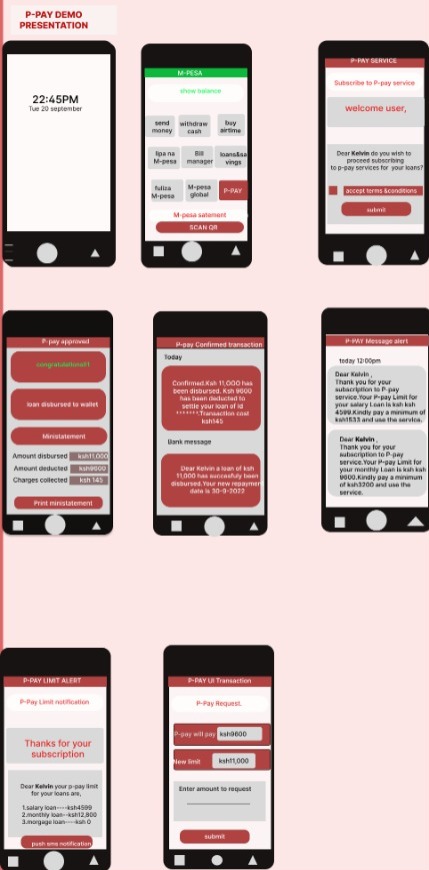 P-PAY DEMO
PRESENTATION
22:45PM
Tue 20 september
M-PESA
show balance
send
money
withdraw
cash
buy
airtime
lipa na
M-pesa
Bill
manager
loans&sa
vings
fuliza
M-pesa
M-pesa
global
P-PAY
M-pesa satement
SCAN QR
P-PAY SERVICE
Subscribe to P-pay service
welcome user,
Dear Kelvin do you wish to
proceed subscribing
to p-pay services for your loans?
accept terms &conditions
submit
P-pay approved
congratulations!!!
loan disbursed to wallet
Ministatement
Amount disbursed ksh11,000
Amount deducted ksh9600
Charges collected ksh 145
Print ministatement
P-pay Confirmed transaction
Today
Confirmed.Ksh 11,000 has
been disbursed. Ksh 9600
has been deducted to
settle your loan of id
*******.Transaction cost
ksh145
Bank message
Dear Kelvin a loan of ksh
11,000 has succesfuly been
disbursed.Your new repayment
date is 30-9-2022
P-PAY Message alert
today 12:00pm
Dear Kelvin ,
Thank you for your
subscription to P-pay
service.Your P-pay Limit for
your salary Loan is ksh ksh
4599.Kindly pay a minimum of
ksh1533 and use the service.
Dear Kelvin ,
Thank you for your
subscription to P-pay
service.Your P-pay Limit for
your monthly Loan is ksh ksh
9600.Kindly pay a minimum
of ksh3200 and use the
service.
P-PAY LIMIT ALERT
P-Pay Limit notification
Thanks for your
subscription
Dear Kelvin your p-pay limit
for your loans are,
1.salary loan----ksh4599
2.monthly loan--ksh12,800
3.morgage loan----ksh 0
push sms notification
P-PAY UI Transaction
P-Pay Request.
P-pay will pay ksh9600
New limit ksh11,000
Enter amount to request
submit